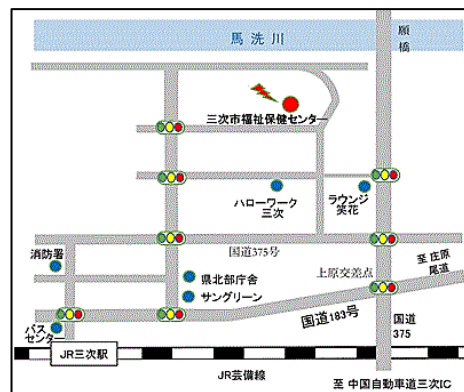 馬洗川
願橋
三次市福祉保健センター
ハローワーク
三次
ラウンジ
笑花
消防署
国道375号
上原交差点
至 庄原
尾道
県北部庁舎
サングリーン
バス
センター
国道183号
国道
375
JR三次駅
JR芸備線
至 中国自動車道三次IC